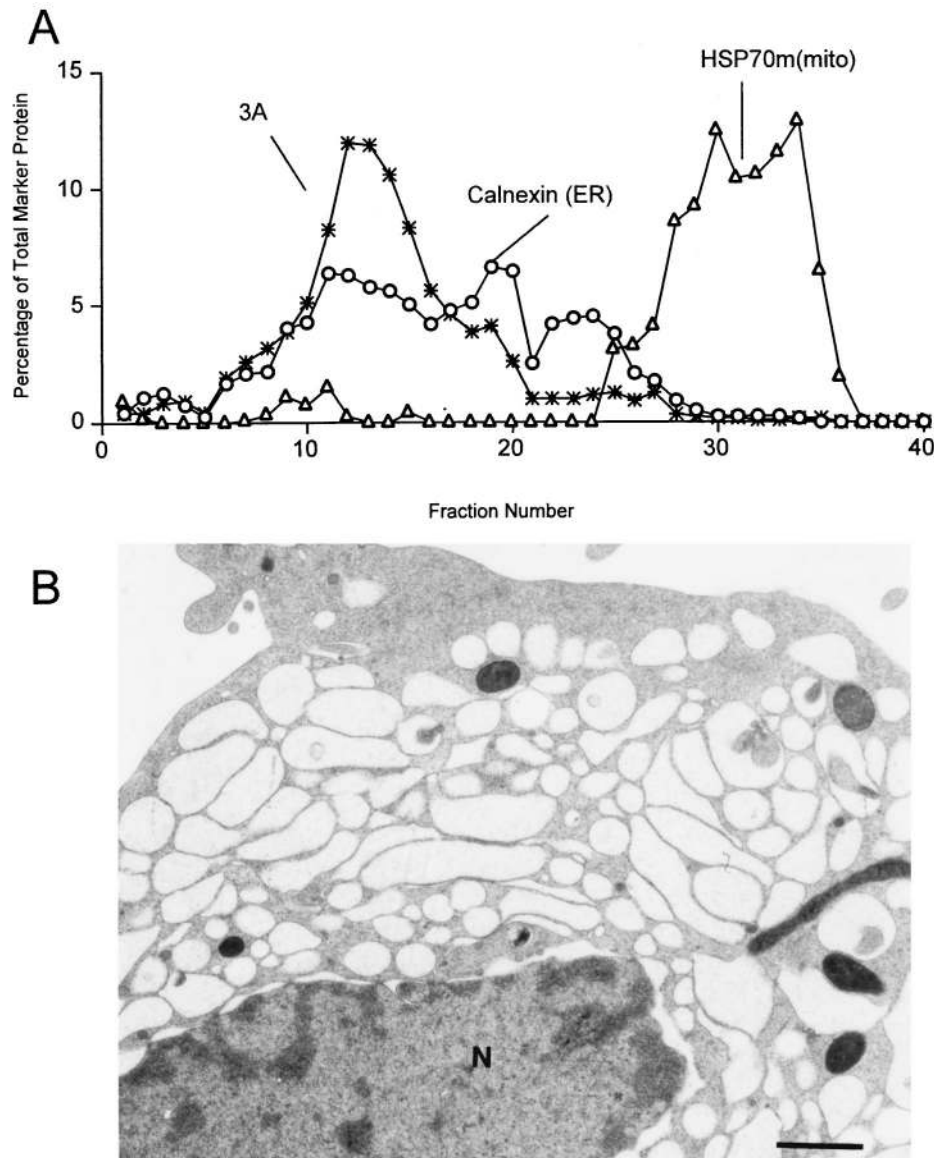 A
15
HSP70m(mito)
3A
10
Calnexin (ER)
Percentage of Total Marker Protein
5
0
0
10
20
30
40
Fraction Number
B
N